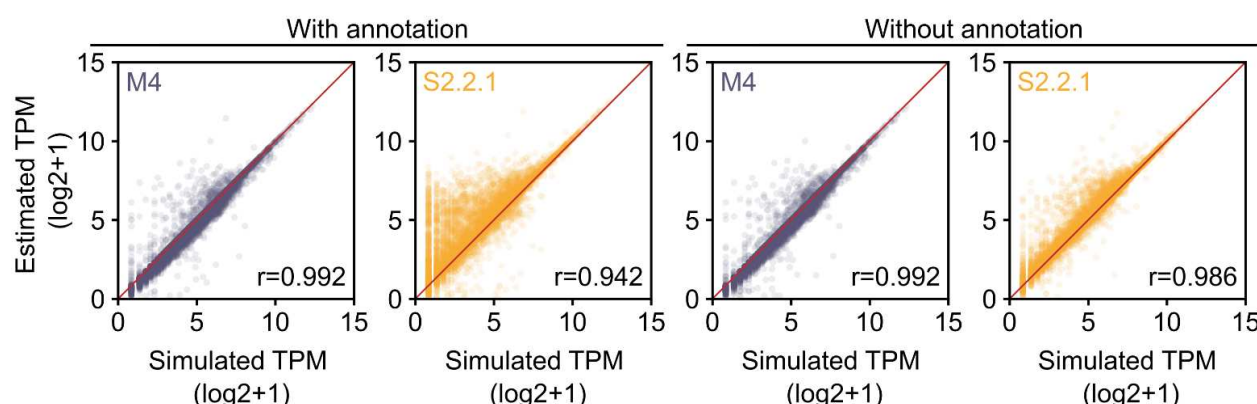 With annotation
Without annotation
Estimated TPM
(log2+1)
15
10
5
0
M4
r=0.992
0 5 10 15
Simulated TPM
(log2+1)
15
10
5
0
S2.2.1
r=0.942
0 5 10 15
Simulated TPM
(log2+1)
15
10
5
0
M4
r=0.992
0 5 10 15
Simulated TPM
(log2+1)
15
10
5
0
S2.2.1
r=0.986
0 5 10 15
Simulated TPM
(log2+1)